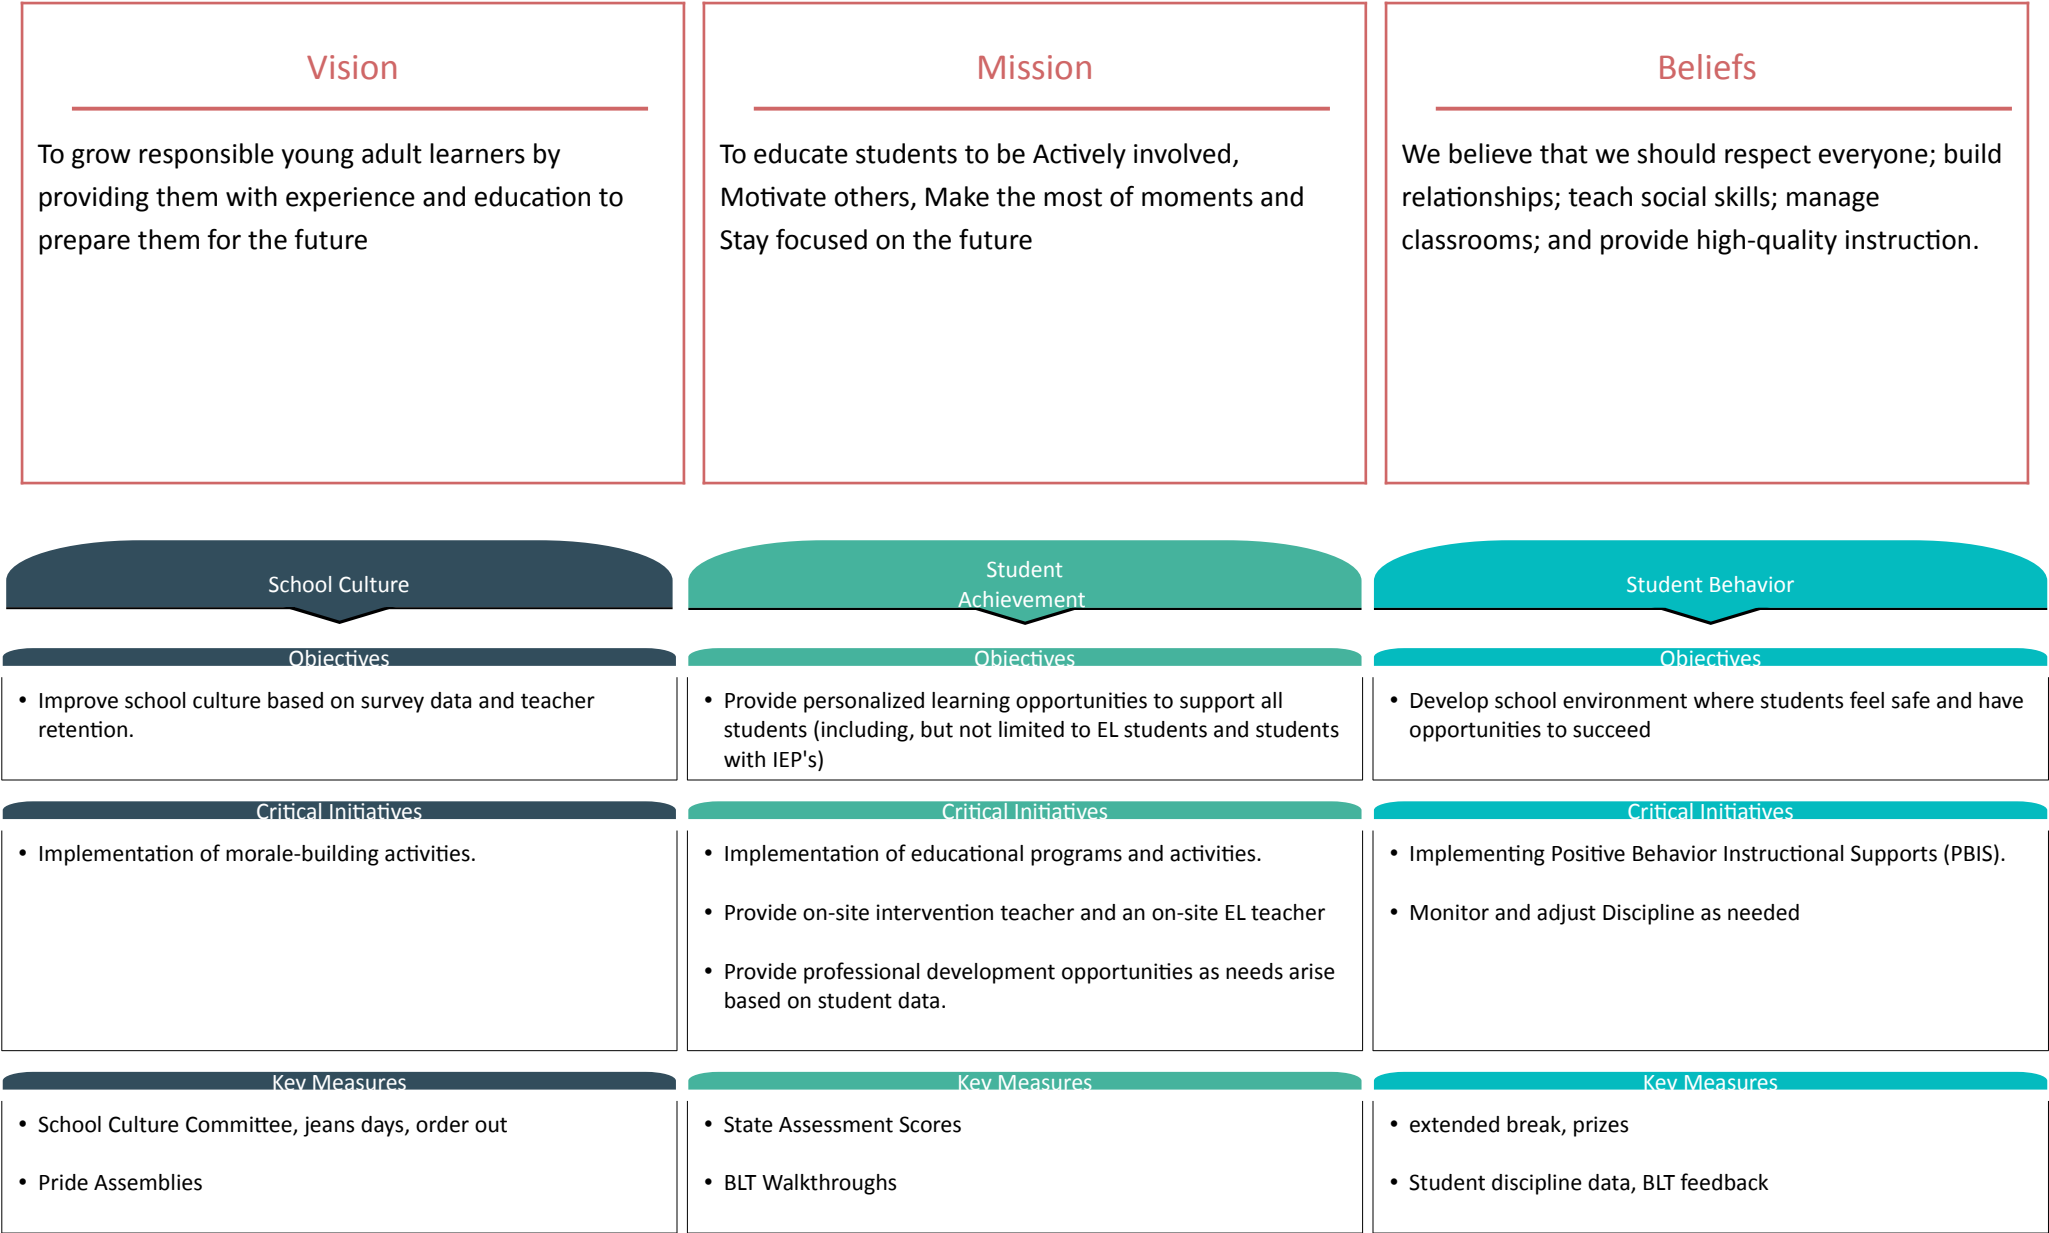 Vision
To grow responsible young adult learners by
providing them with experience and education to
prepare them for the future
Mission
To educate students to be Actively involved,
Motivate others, Make the most of moments and
Stay focused on the future
Beliefs
We believe that we should respect everyone; build
relationships; teach social skills; manage
classrooms; and provide high-quality instruction.
School Culture
Objectives
• Improve school culture based on survey data and teacher
retention.
Critical Initiatives
• Implementation of morale-building activities.
Key Measures
• School Culture Committee, jeans days, order out
• Pride Assemblies
Student
Achievement
Objectives
• Provide personalized learning opportunities to support all
students (including, but not limited to EL students and students
with IEP's)
Critical Initiatives
• Implementation of educational programs and activities.
• Provide on-site intervention teacher and an on-site EL teacher
• Provide professional development opportunities as needs arise
based on student data.
Key Measures
• State Assessment Scores
• BLT Walkthroughs
Student Behavior
Objectives
• Develop school environment where students feel safe and have
opportunities to succeed
Critical Initiatives
• Implementing Positive Behavior Instructional Supports (PBIS).
• Monitor and adjust Discipline as needed
Key Measures
• extended break, prizes
• Student discipline data, BLT feedback